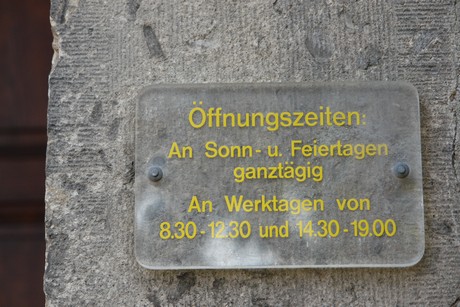 Öffnungszeiten:
An Sonn- u. Feiertagen
ganztägig
An Werktagen von
8.30-12.30 und 14.30-19.00